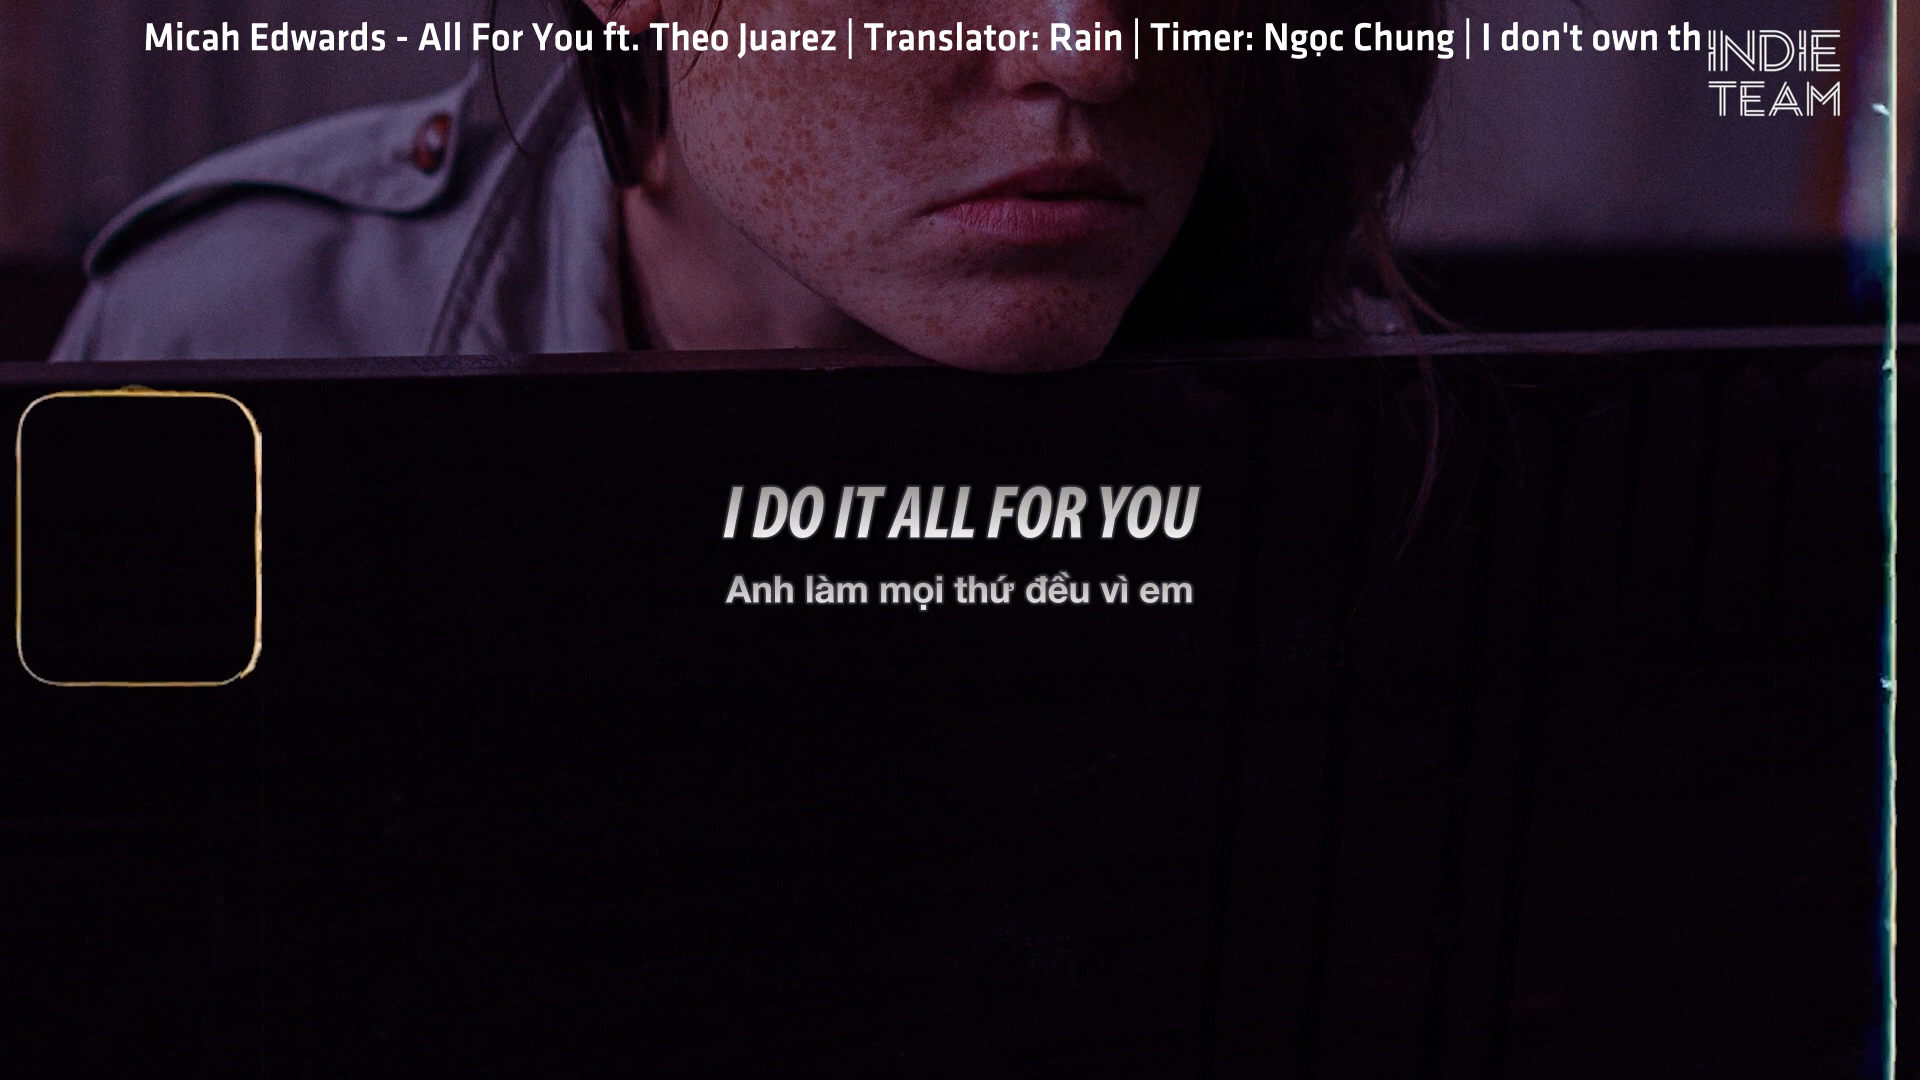 Micah Edwards - All For You ft. Theo Juarez | Translator: Rain | Timer: Ngọc Chung | I don't own th
INDIE
TEAM
I DO IT ALL FOR YOU
Anh làm mọi thứ đều vì em